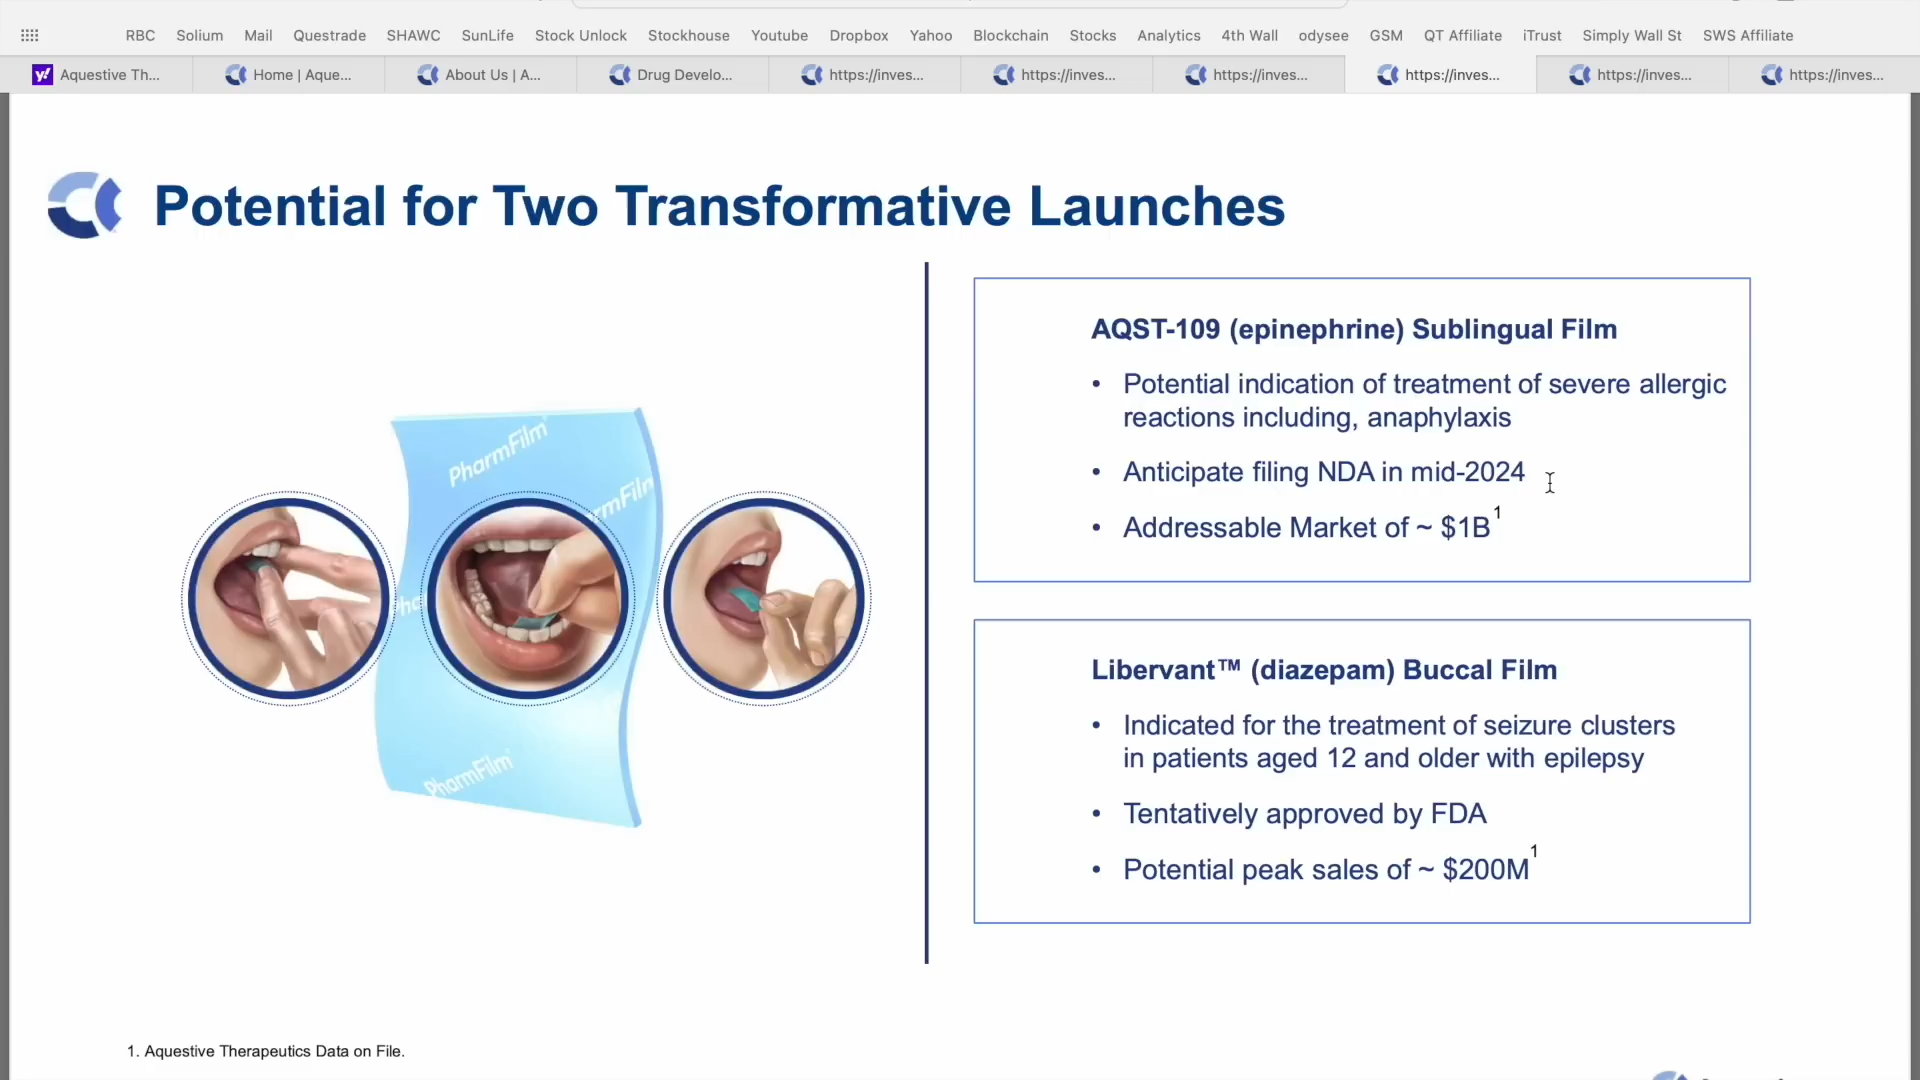 RBC Solium Mail Questrade SHAWC SunLife Stock Unlock Stockhouse Youtube Dropbox Yahoo Blockchain Stocks Analytics 4th Wall odysee GSM QT Affiliate iTrust Simply Wall St SWS Affiliate
y! Aquestive Th... Home | Aque... About Us | A... Drug Develo... https://inves... https://inves... https://inves... https://inves... https://inves... https://inves...
Potential for Two Transformative Launches
PharmFilm
rmFilm
Pha
PharmFilm
AQST-109 (epinephrine) Sublingual Film
• Potential indication of treatment of severe allergic
reactions including, anaphylaxis
• Anticipate filing NDA in mid-2024
• Addressable Market of ~ $1B1
Libervant™ (diazepam) Buccal Film
• Indicated for the treatment of seizure clusters
in patients aged 12 and older with epilepsy
• Tentatively approved by FDA
• Potential peak sales of ~ $200M1
1. Aquestive Therapeutics Data on File.